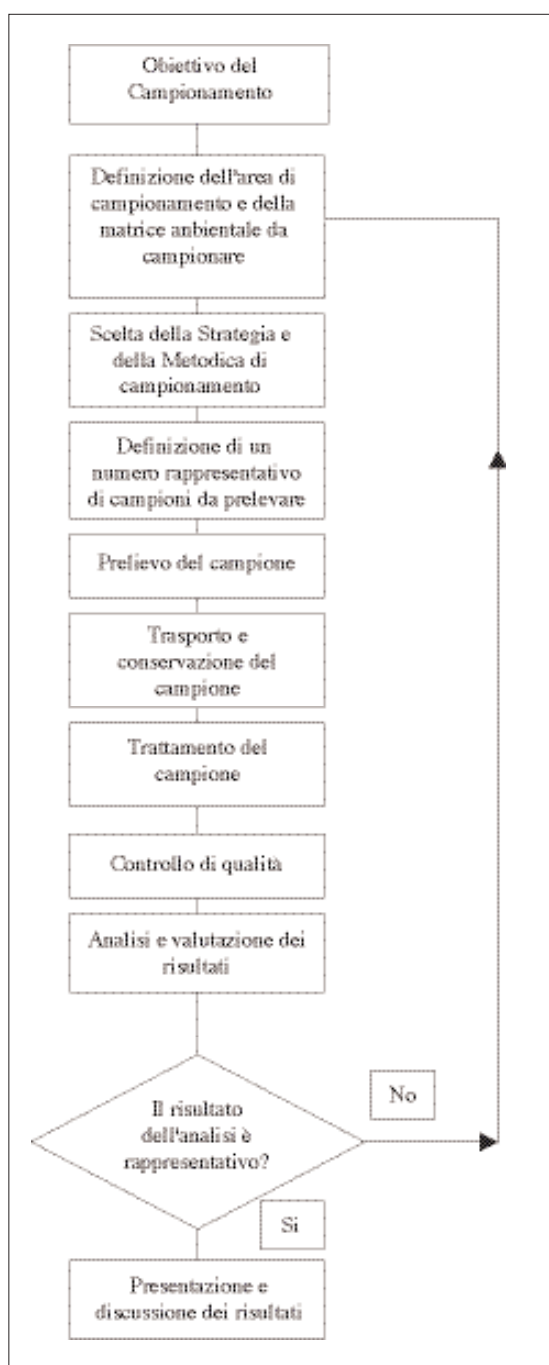 Obiettivo del
Campionamento
Definizione dell'area di
campionamento e della
matrice anbientale da
campionare
Scelta della Strategia e
della Metodica di
campionamento
Definizione di un
numero rappresentativo
di campioni da prelevare
Prelievo del campione
Trasporto e
conservazione del
campione
Trattamento del
campione
Controllo di qualità
Analisi e valutazione dei
risultati
Il risultato
dell'analisi è
rappresentativo?
No
Si
Presentazione e
discussione dei risultati